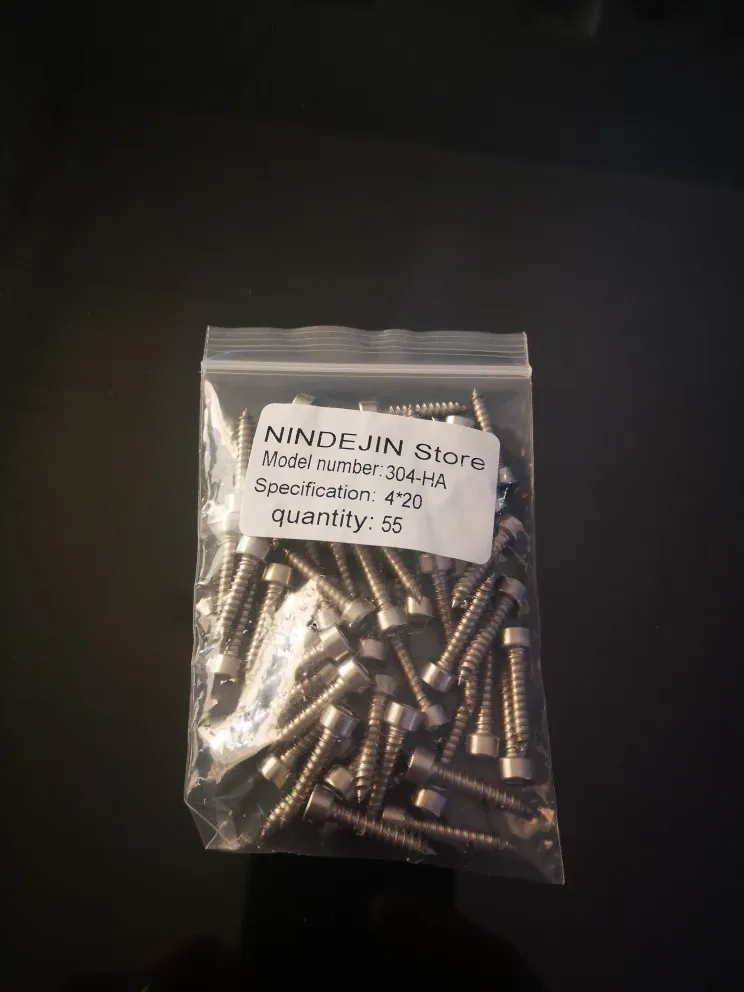 NINDEJIN Store
Model number:304-HA
Specification: 4*20
quantity: 55